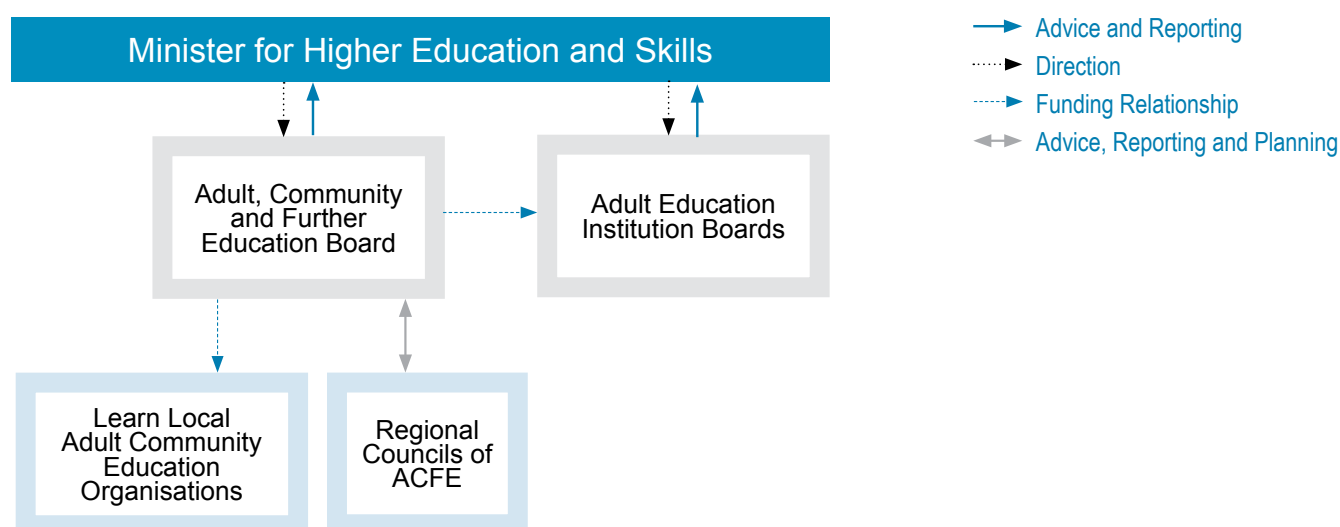 Minister for Higher Education and Skills
Advice and Reporting
Direction
Funding Relationship
Advice, Reporting and Planning
Adult, Community
and Further
Education Board
Adult Education
Institution Boards
Learn Local
Adult Community
Education
Organisations
Regional
Councils of
ACFE